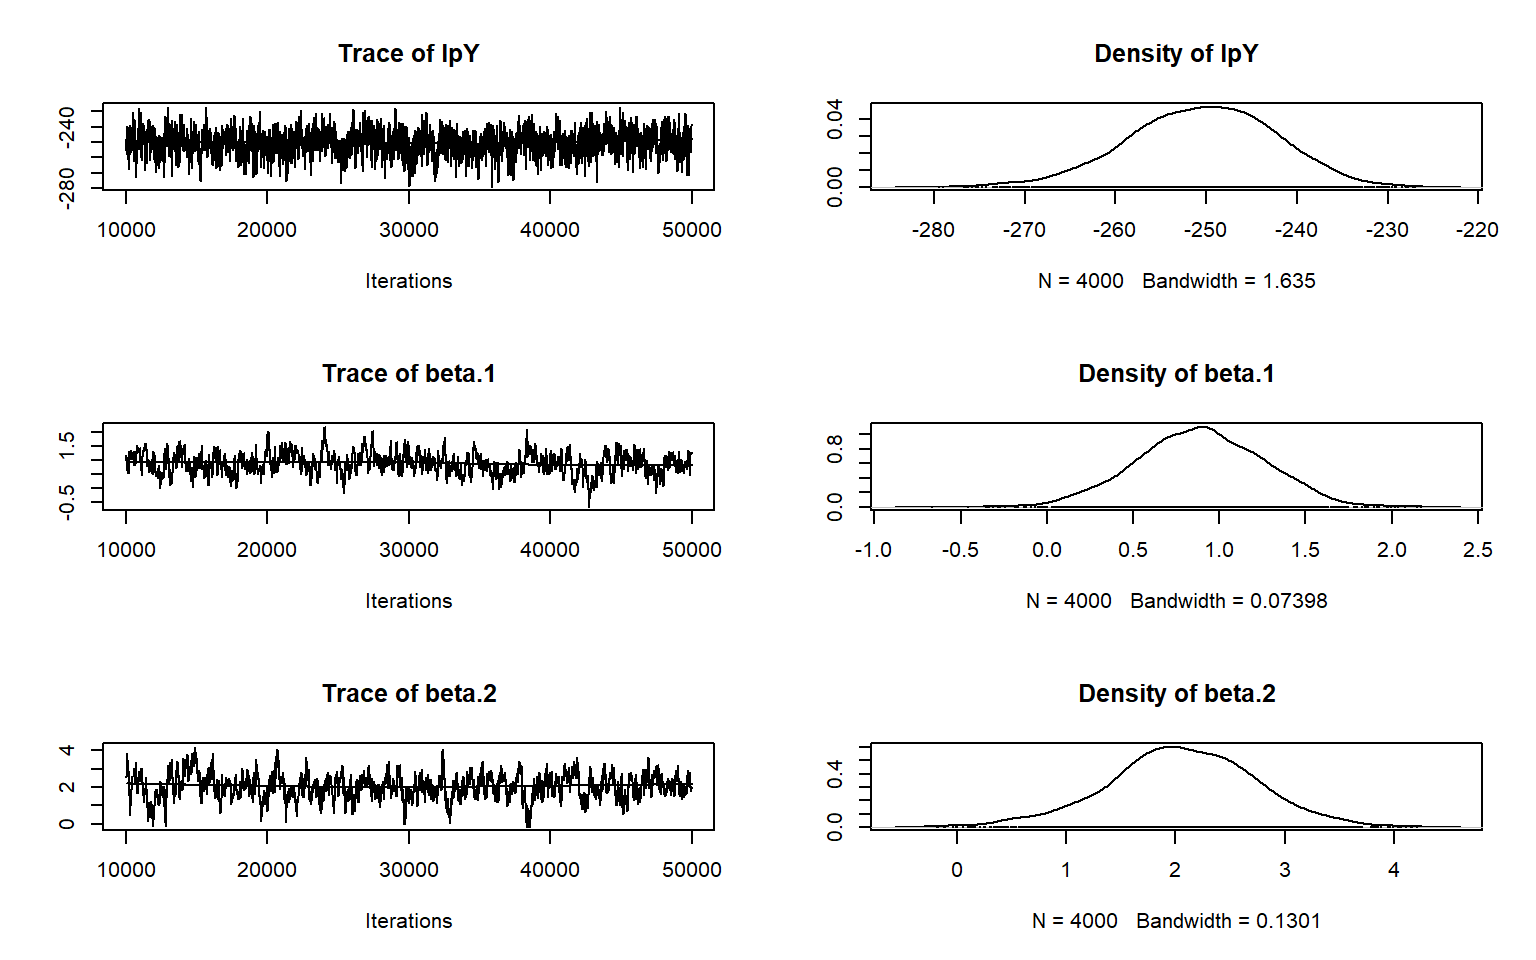 Trace of lpY
-240
-280
10000 20000 30000 40000 50000
Iterations
Density of lpY
0.04
0.00
-280 -270 -260 -250 -240 -230 -220
N = 4000 Bandwidth = 1.635
Trace of beta.1
1.5
-0.5
10000 20000 30000 40000 50000
Iterations
Density of beta.1
0.8
0.0
-1.0 -0.5 0.0 0.5 1.0 1.5 2.0 2.5
N = 4000 Bandwidth = 0.07398
Trace of beta.2
4
2
0
10000 20000 30000 40000 50000
Iterations
Density of beta.2
0.4
0.0
0 1 2 3 4
N = 4000 Bandwidth = 0.1301